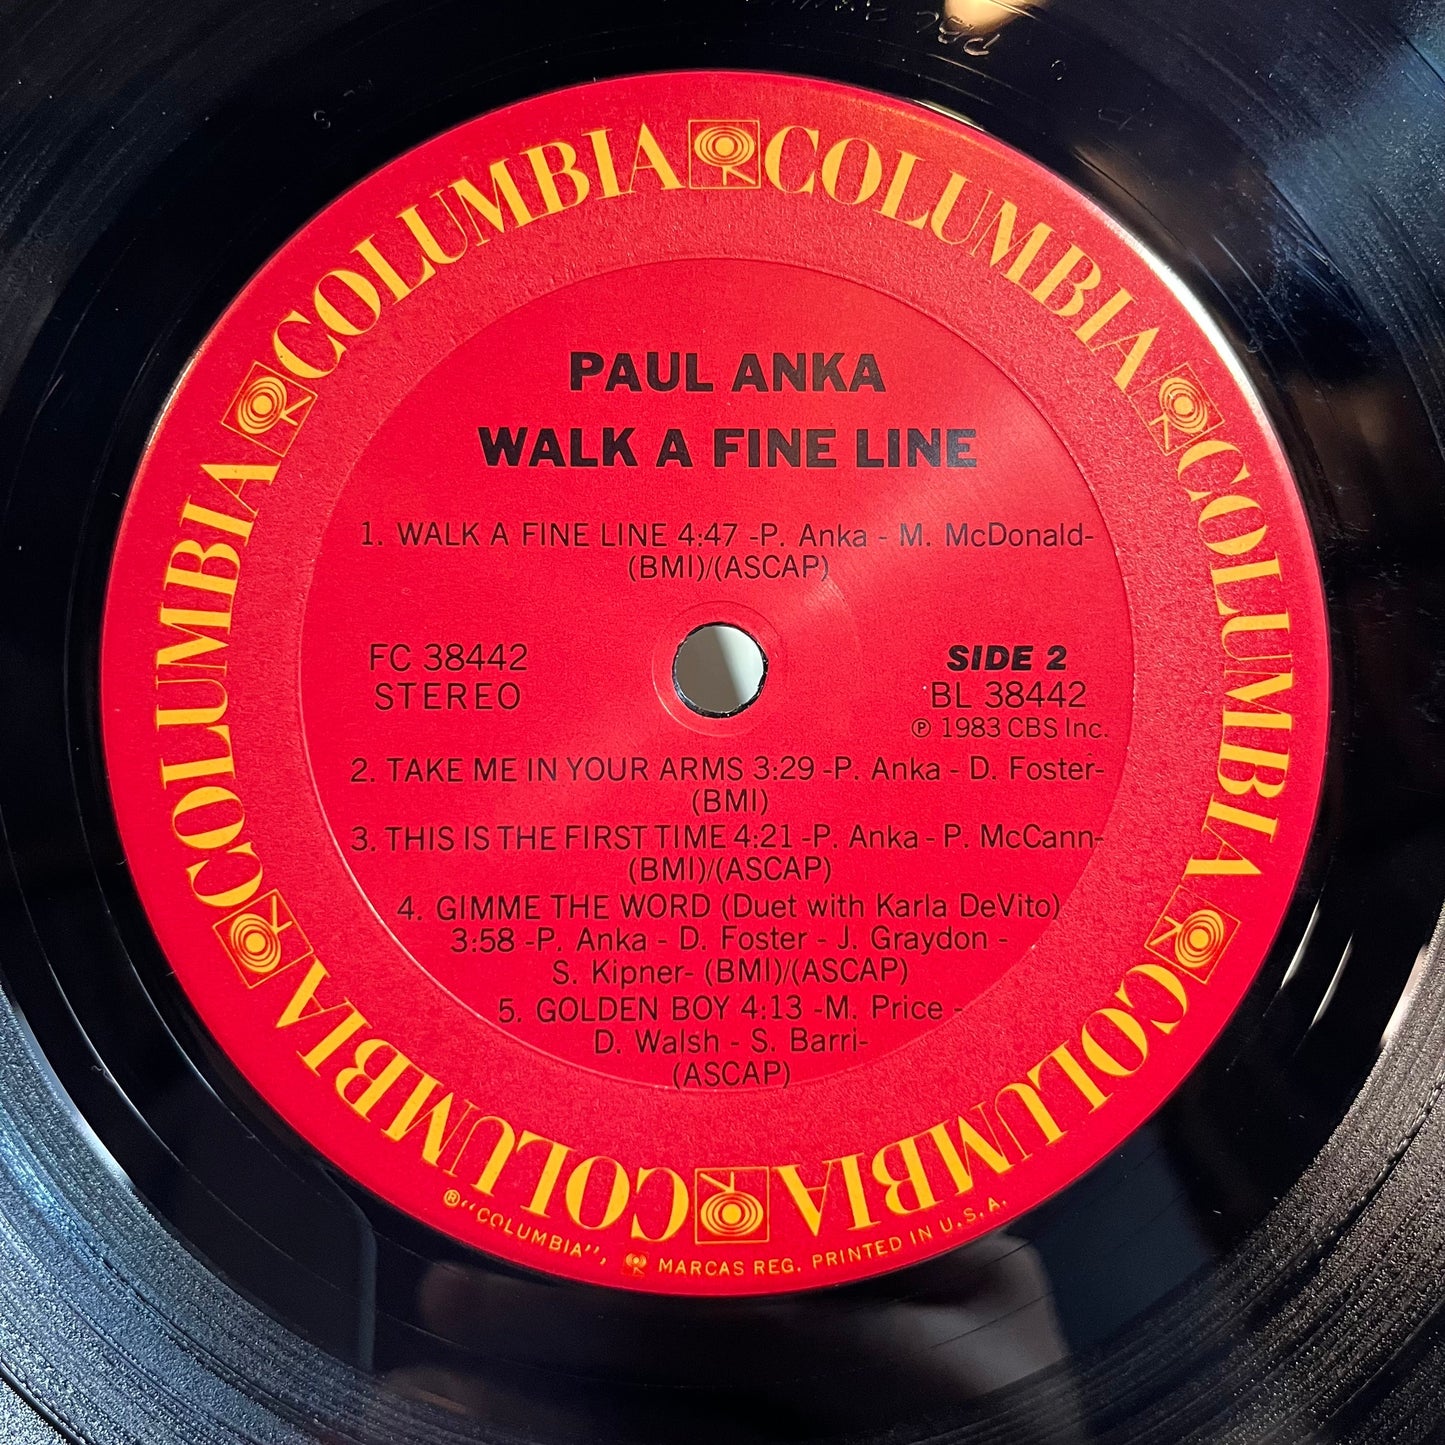 COLUMBIA COLUMBIA COLUMBIA COLUMBIA COLUMBIA COLUMBIA
PAUL ANKA
WALK A FINE LINE
1. WALK A FINE LINE 4:47 -P. Anka - M. McDonald-
(BMI)/(ASCAP)
FC 38442
STEREO
SIDE 2
BL 38442
℗ 1983 CBS Inc.
2. TAKE ME IN YOUR ARMS 3:29 -P. Anka - D. Foster-
(BMI)
3. THIS IS THE FIRST TIME 4:21 -P. Anka - P. McCann-
(BMI)/(ASCAP)
4. GIMME THE WORD (Duet with Karla DeVito)
3:58 -P. Anka - D. Foster - J. Graydon -
S. Kipner- (BMI)/(ASCAP)
5. GOLDEN BOY 4:13 -M. Price -
D. Walsh - S. Barri-
(ASCAP)
® "COLUMBIA", MARCAS REG. PRINTED IN U.S.A.